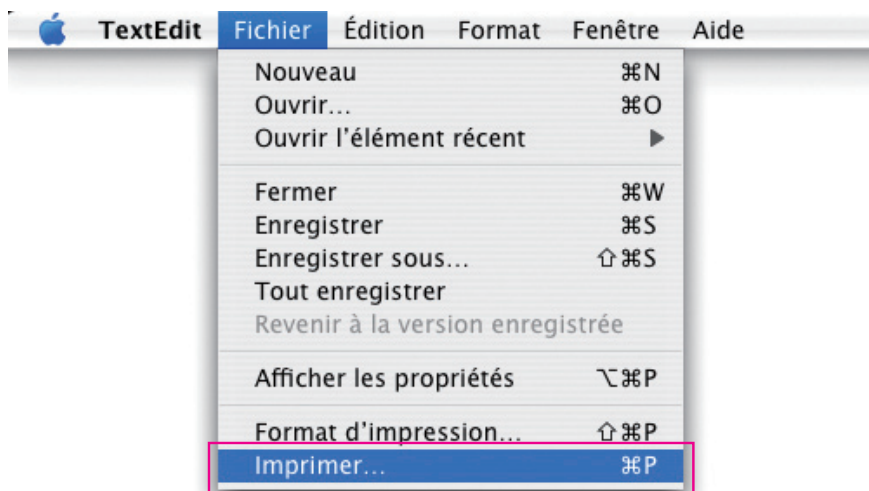 TextEdit Fichier Édition Format Fenêtre Aide
Nouveau ⌘N
Ouvrir... ⌘O
Ouvrir l'élément récent ▶
Fermer ⌘W
Enregistrer ⌘S
Enregistrer sous... ⇧⌘S
Tout enregistrer
Revenir à la version enregistrée
Afficher les propriétés ⌥⌘P
Format d'impression... ⇧⌘P
Imprimer... ⌘P